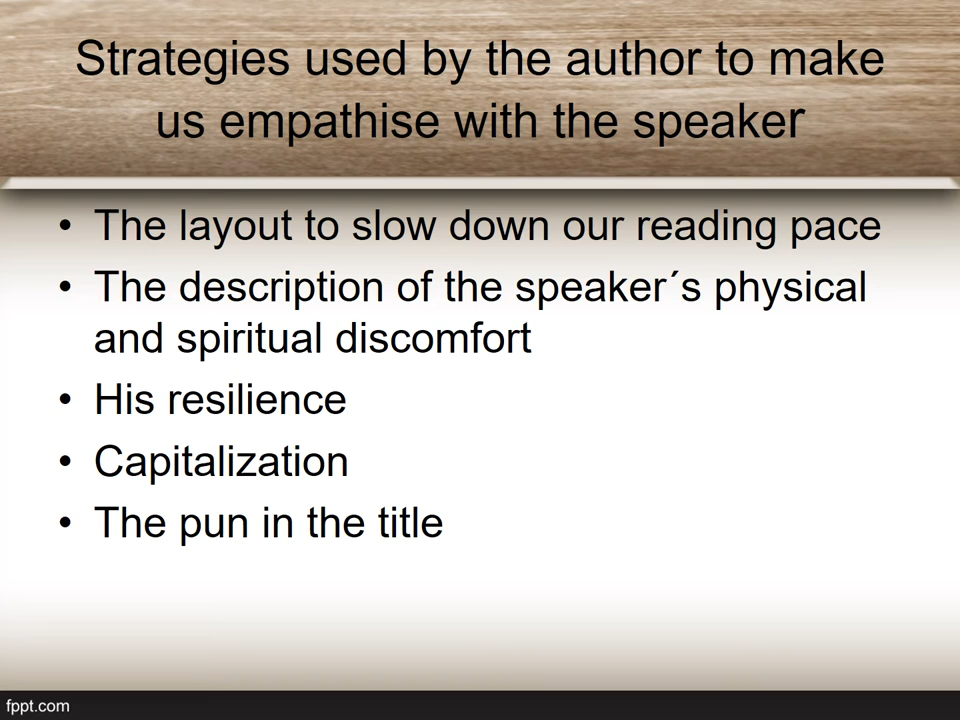 Strategies used by the author to make
us empathise with the speaker
• The layout to slow down our reading pace
• The description of the speaker´s physical
and spiritual discomfort
• His resilience
• Capitalization
• The pun in the title
fppt.com